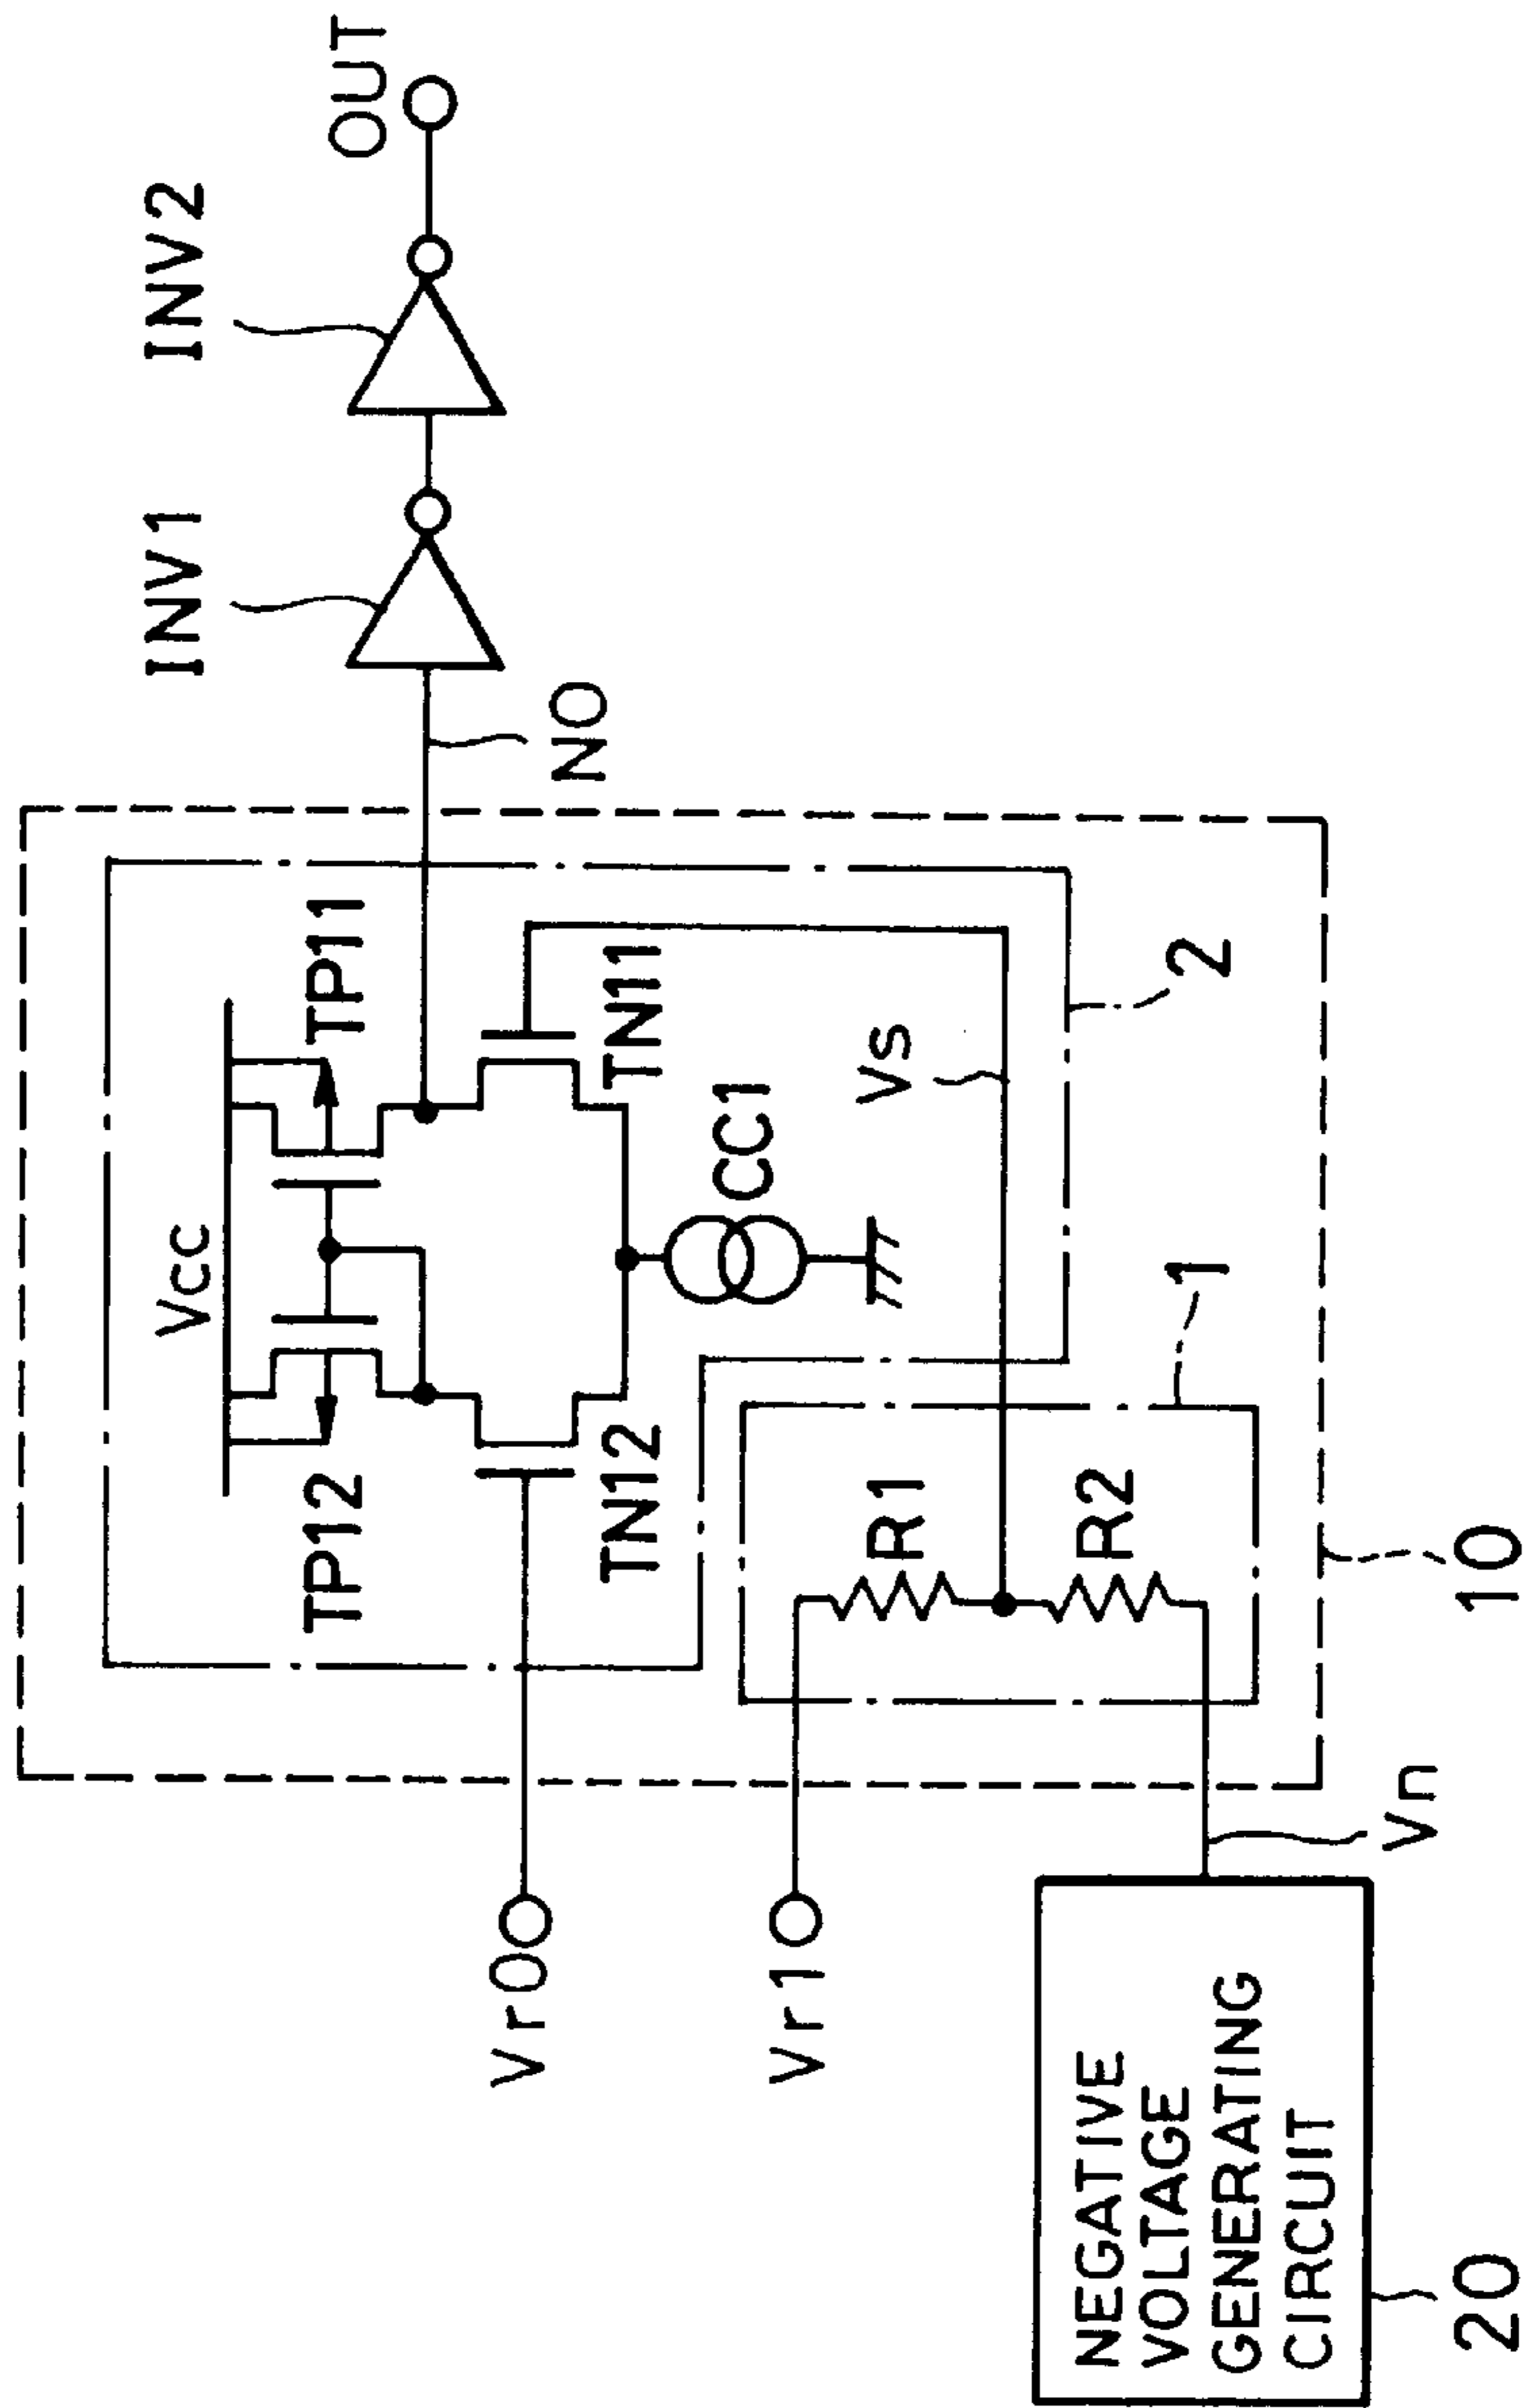 INV1
INV2
OUT
Vcc
TP12
TP11
NO
TN12
TN11
Vr0
CC1
Vs
Vr1
R1
R2
2
1
NEGATIVE
VOLTAGE
GENERATING
CIRCUIT
Vn
20
10